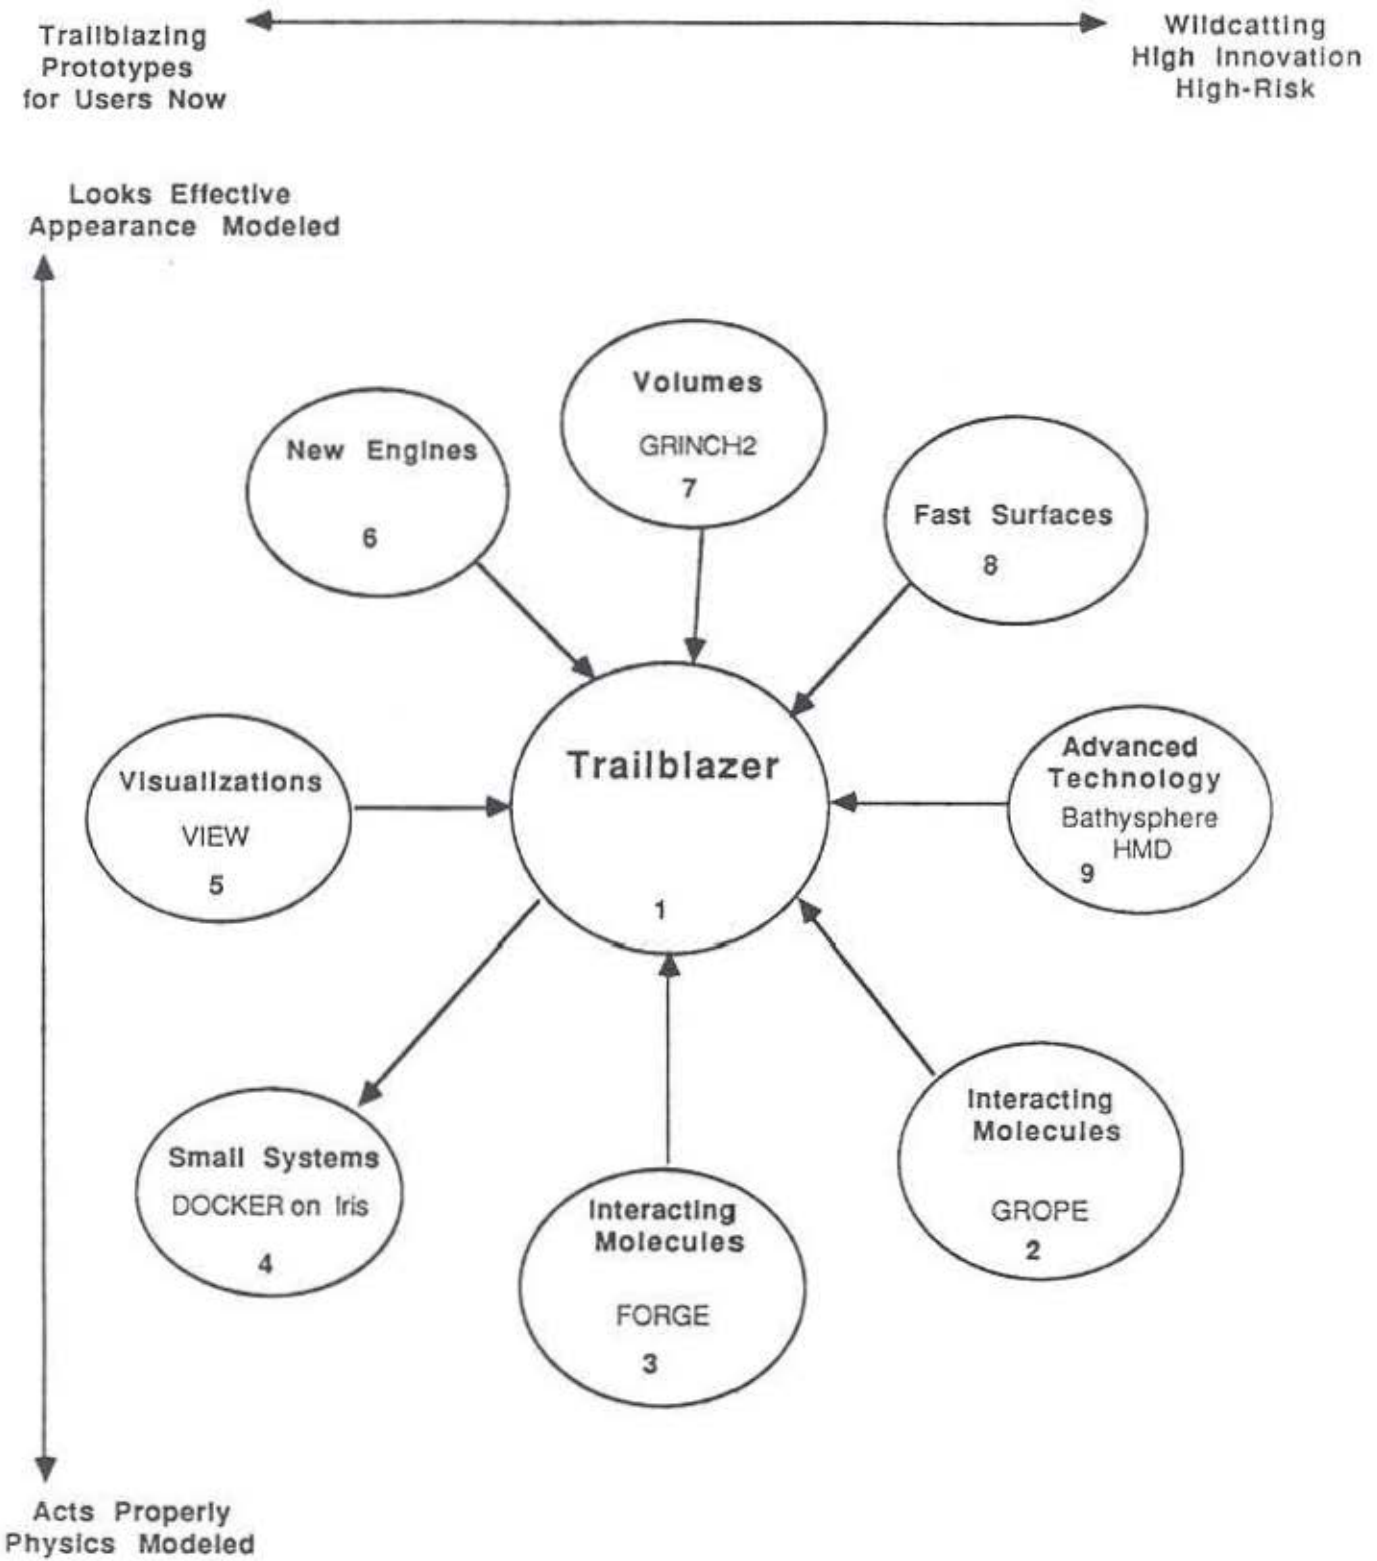 Trailblazing
Prototypes
for Users Now
Wildcatting
High Innovation
High-Risk
Looks Effective
Appearance Modeled
Volumes
GRINCH2
7
New Engines
6
Fast Surfaces
8
Trailblazer
1
Advanced
Technology
Bathysphere
HMD
9
Visualizations
VIEW
5
Interacting
Molecules
GROPE
2
Small Systems
DOCKER on Iris
4
Interacting
Molecules
FORGE
3
Acts Properly
Physics Modeled